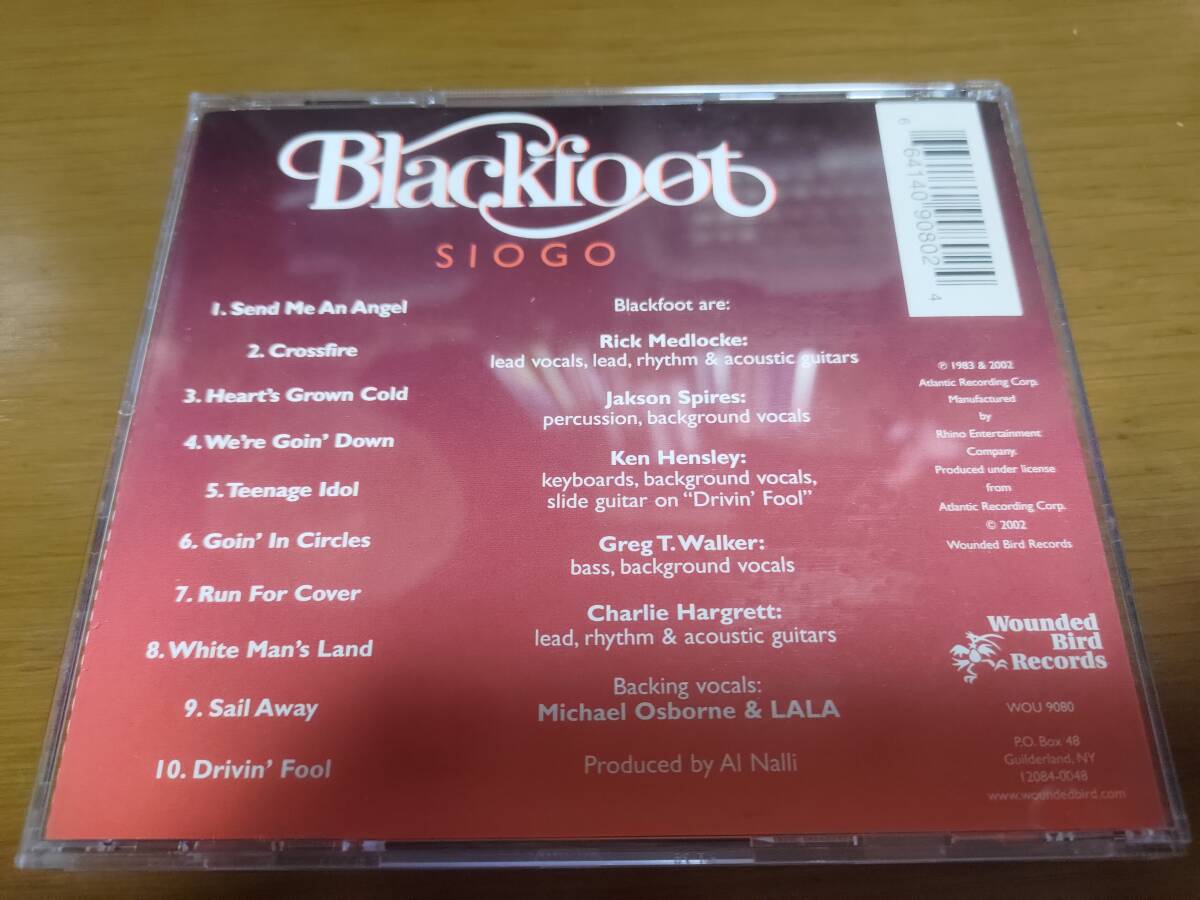 Blackfoot
SIOGO
1. Send Me An Angel
2. Crossfire
3. Heart's Grown Cold
4. We're Goin' Down
5. Teenage Idol
6. Goin' In Circles
7. Run For Cover
8. White Man's Land
9. Sail Away
10. Drivin' Fool
Blackfoot are:
Rick Medlocke:
lead vocals, lead, rhythm & acoustic guitars
Jakson Spires:
percussion, background vocals
Ken Hensley:
keyboards, background vocals,
slide guitar on "Drivin' Fool"
Greg T. Walker:
bass, background vocals
Charlie Hargrett:
lead, rhythm & acoustic guitars
Backing vocals:
Michael Osborne & LALA
Produced by Al Nalli
6 64140 90802 4
℗ 1983 & 2002
Atlantic Recording Corp.
Manufactured
by
Rhino Entertainment
Company.
Produced under license
from
Atlantic Recording Corp.
© 2002
Wounded Bird Records
Wounded
Bird
Records
WOU 9080
P.O. Box 48
Guilderland, NY
12084-0048
www.woundedbird.com